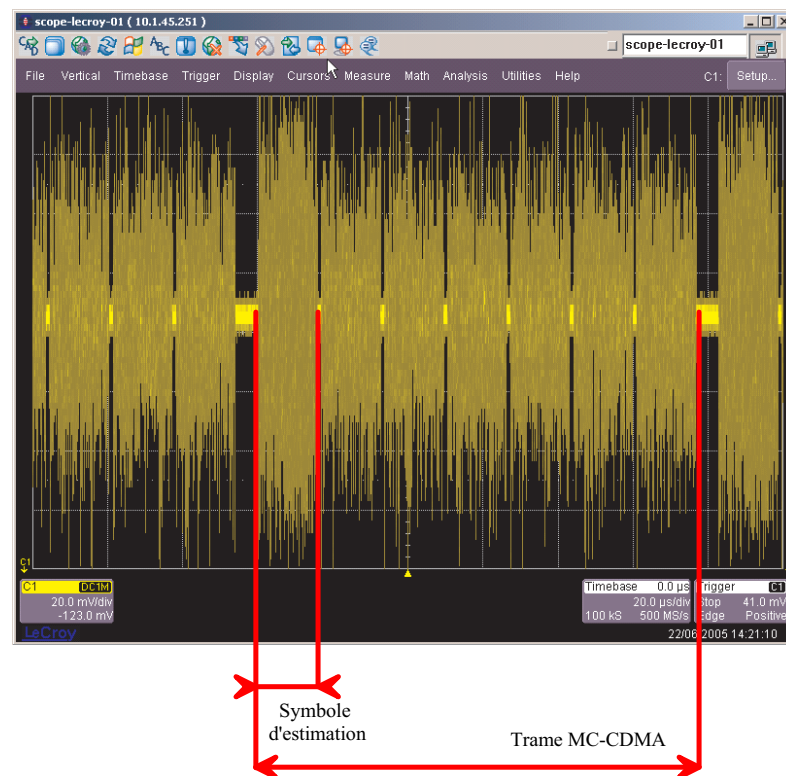 scope-lecroy-01 ( 10.1.45.251 )
scope-lecroy-01
File Vertical Timebase Trigger Display Cursors Measure Math Analysis Utilities Help C1: Setup...
C1
C1 DC1M
20.0 mV/div
-123.0 mV
Timebase 0.0 µs
20.0 µs/div
100 kS 500 MS/s
Trigger C1
Stop 41.0 mV
Edge Positive
LeCroy
22/06/2005 14:21:10
Symbole
d'estimation
Trame MC-CDMA